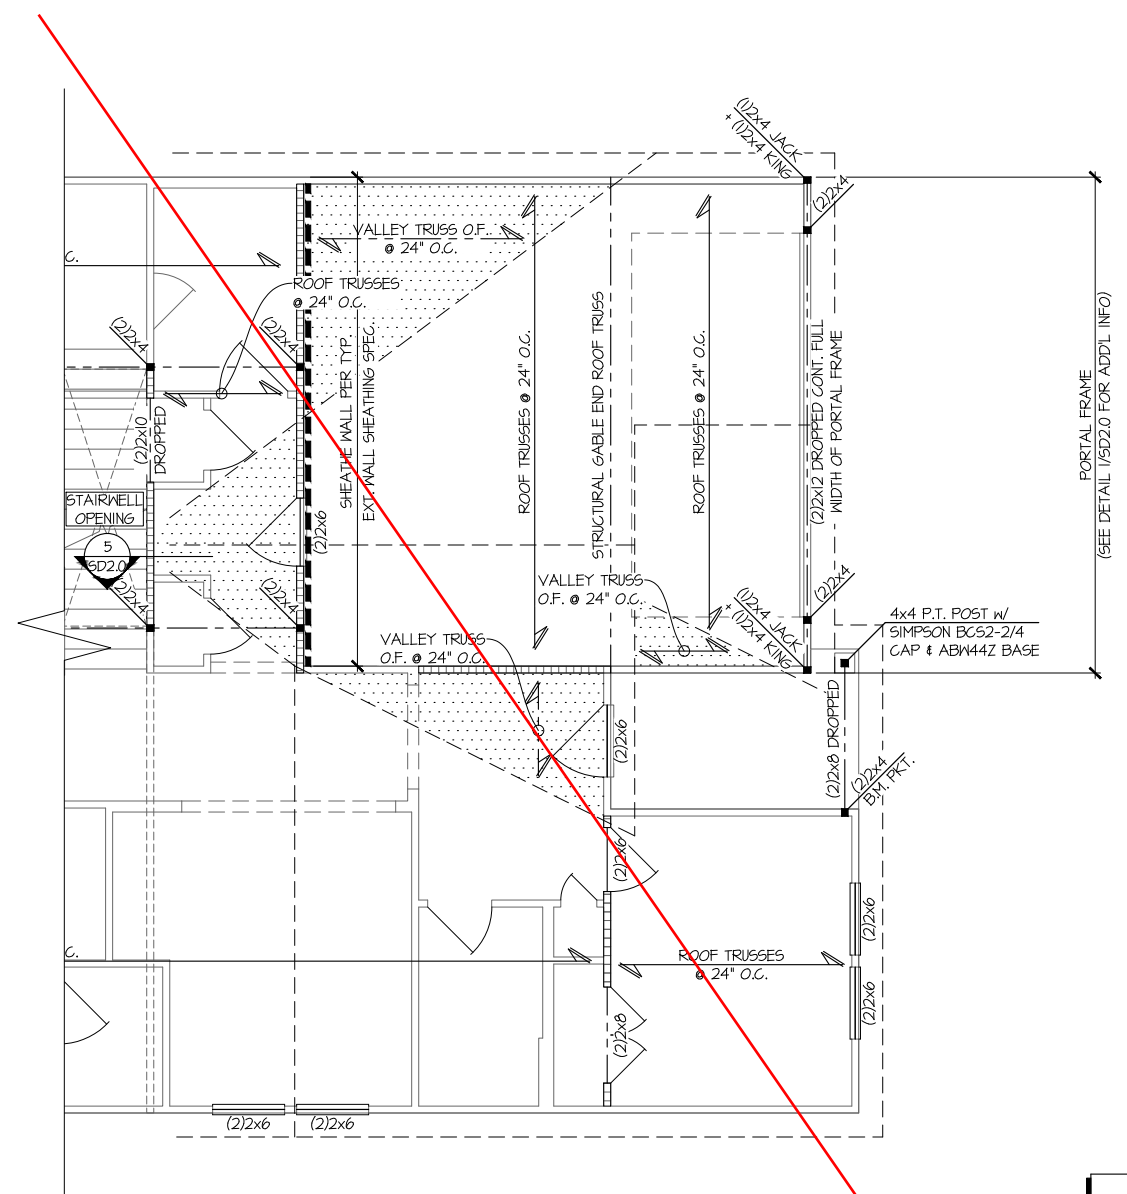 (1)2x4 JACK
+ (1)2x4 KING
(2)2x4
VALLEY TRUSS O.F.
@ 24" O.C.
C.
ROOF TRUSSES
@ 24" O.C.
(2)2x4
(2)2x4
SHEATHE WALL PER TYP.
EXT. WALL SHEATHING SPEC.
ROOF TRUSSES @ 24" O.C.
STRUCTURAL GABLE END ROOF TRUSS
ROOF TRUSSES @ 24" O.C.
(2)2x12 DROPPED CONT. FULL
WIDTH OF PORTAL FRAME
PORTAL FRAME
(SEE DETAIL 1/SD2.0 FOR ADD'L INFO)
(2)2x10
DROPPED
STAIRWELL
OPENING
5
SD2.0
(2)2x6
(2)2x4
(2)2x4
VALLEY TRUSS
O.F. @ 24" O.C.
(2)2x4
(1)2x4 JACK
+ (1)2x4 KING
4x4 P.T. POST W/
SIMPSON BCS2-2/4
CAP & ABW44Z BASE
VALLEY TRUSS
O.F. @ 24" O.C.
(2)2x6
(2)2x8 DROPPED
(2)2x4
B.M. PKT.
(2)2x6
(2)2x6
C.
ROOF TRUSSES
@ 24" O.C.
(2)2x6
(2)2x8
(2)2x6
(2)2x6